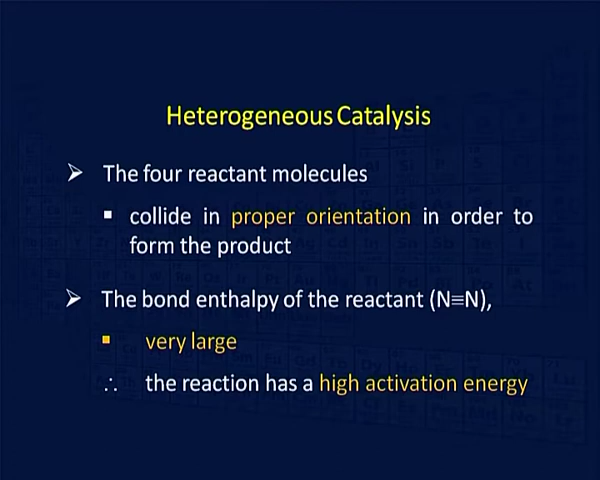 Heterogeneous Catalysis
➢ The four reactant molecules
▪ collide in proper orientation in order to
form the product
➢ The bond enthalpy of the reactant (N≡N),
▪ very large
∴ the reaction has a high activation energy